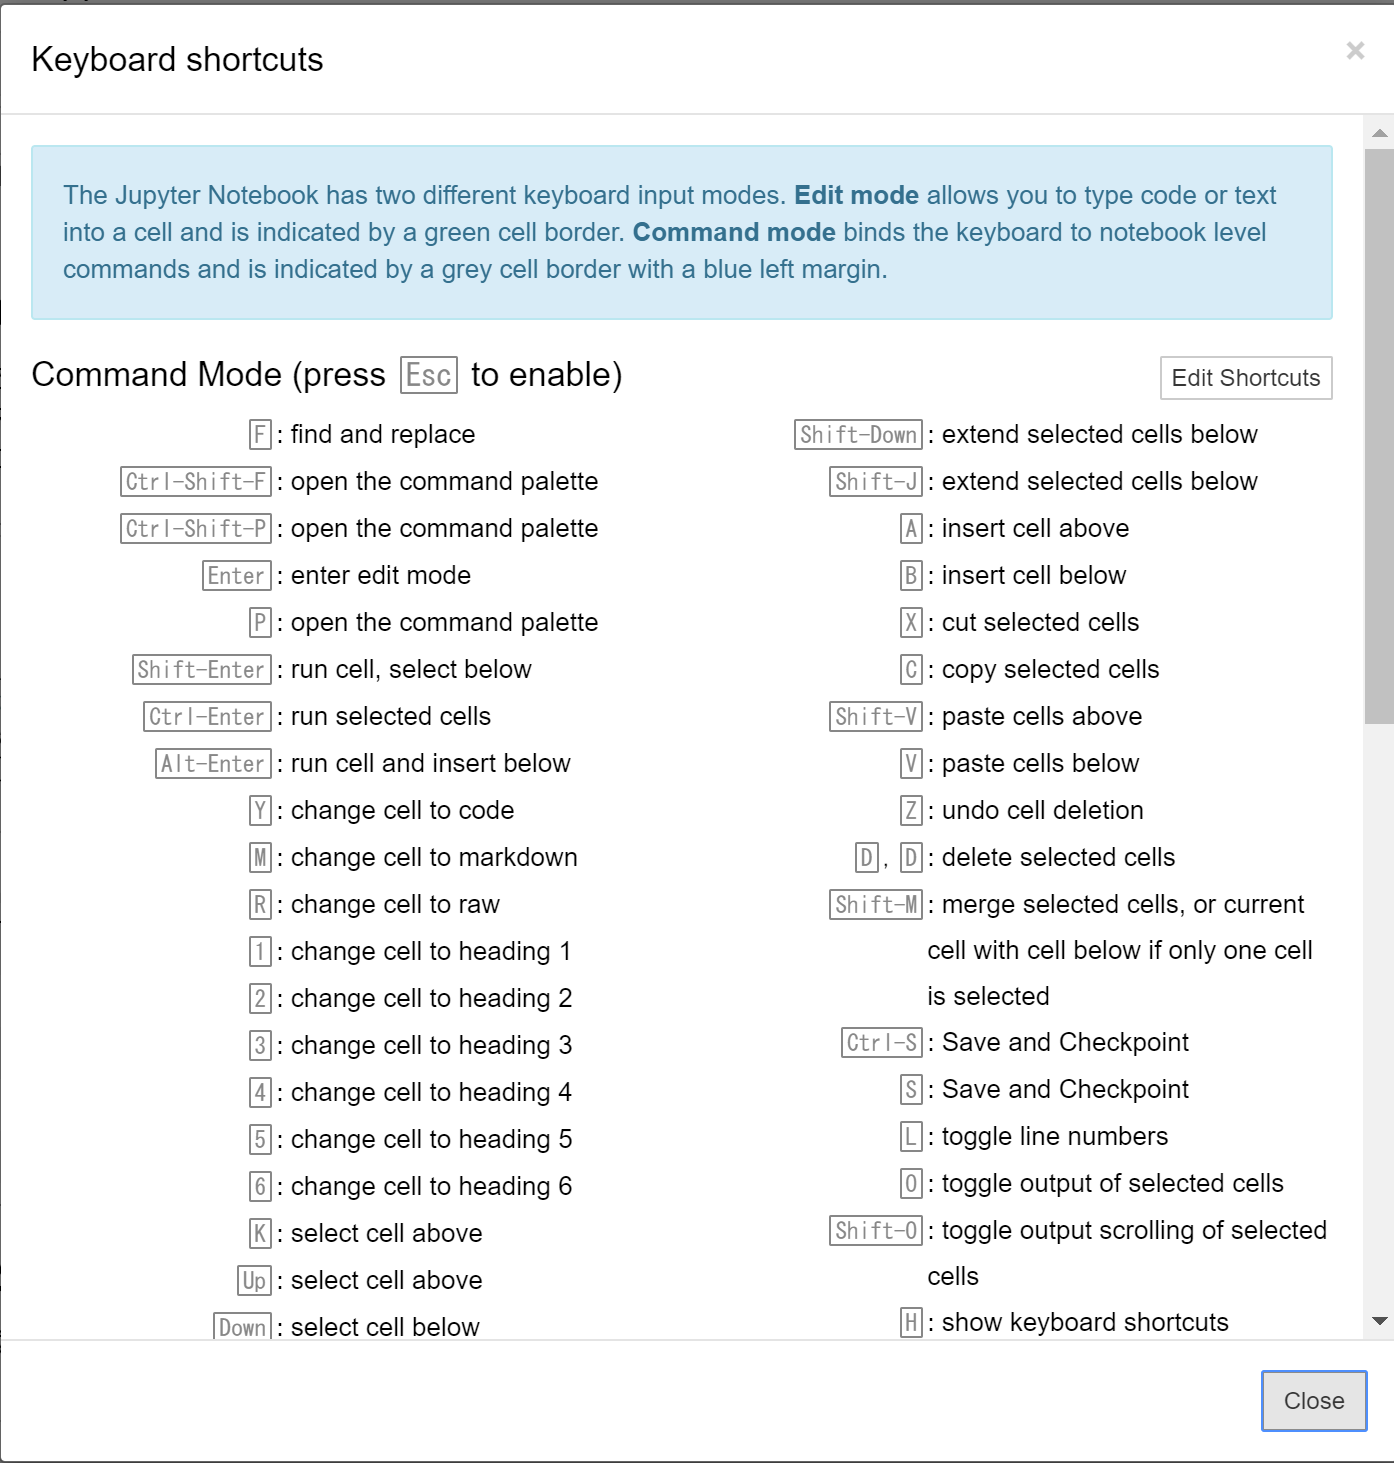 Keyboard shortcuts
×
The Jupyter Notebook has two different keyboard input modes. Edit mode allows you to type code or text
into a cell and is indicated by a green cell border. Command mode binds the keyboard to notebook level
commands and is indicated by a grey cell border with a blue left margin.
Command Mode (press Esc to enable)
Edit Shortcuts
F : find and replace
Ctrl-Shift-F : open the command palette
Ctrl-Shift-P : open the command palette
Enter : enter edit mode
P : open the command palette
Shift-Enter : run cell, select below
Ctrl-Enter : run selected cells
Alt-Enter : run cell and insert below
Y : change cell to code
M : change cell to markdown
R : change cell to raw
1 : change cell to heading 1
2 : change cell to heading 2
3 : change cell to heading 3
4 : change cell to heading 4
5 : change cell to heading 5
6 : change cell to heading 6
K : select cell above
Up : select cell above
Down : select cell below
Shift-Down : extend selected cells below
Shift-J : extend selected cells below
A : insert cell above
B : insert cell below
X : cut selected cells
C : copy selected cells
Shift-V : paste cells above
V : paste cells below
Z : undo cell deletion
D, D : delete selected cells
Shift-M : merge selected cells, or current
cell with cell below if only one cell
is selected
Ctrl-S : Save and Checkpoint
S : Save and Checkpoint
L : toggle line numbers
O : toggle output of selected cells
Shift-O : toggle output scrolling of selected
cells
H : show keyboard shortcuts
Close